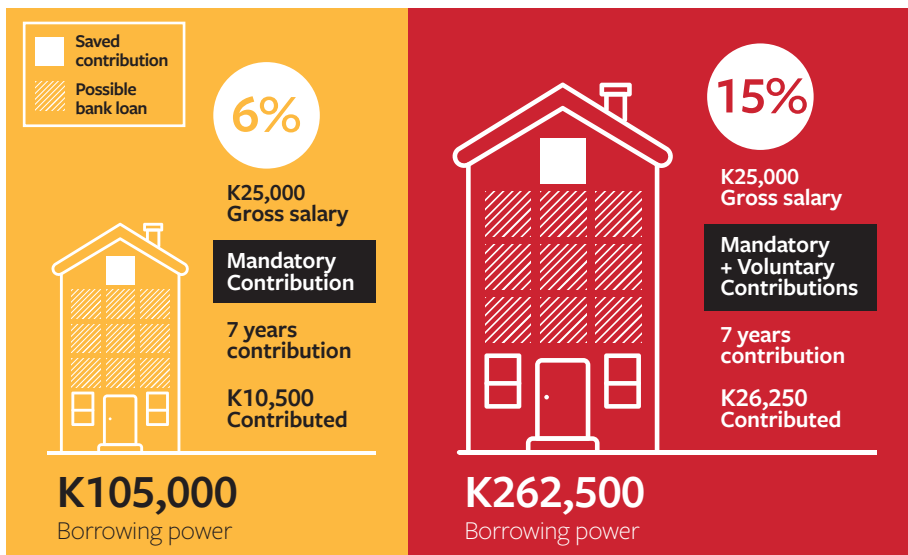 Saved
contribution
Possible
bank loan
6%
K25,000
Gross salary
Mandatory
Contribution
7 years
contribution
K10,500
Contributed
K105,000
Borrowing power
15%
K25,000
Gross salary
Mandatory
+ Voluntary
Contributions
7 years
contribution
K26,250
Contributed
K262,500
Borrowing power